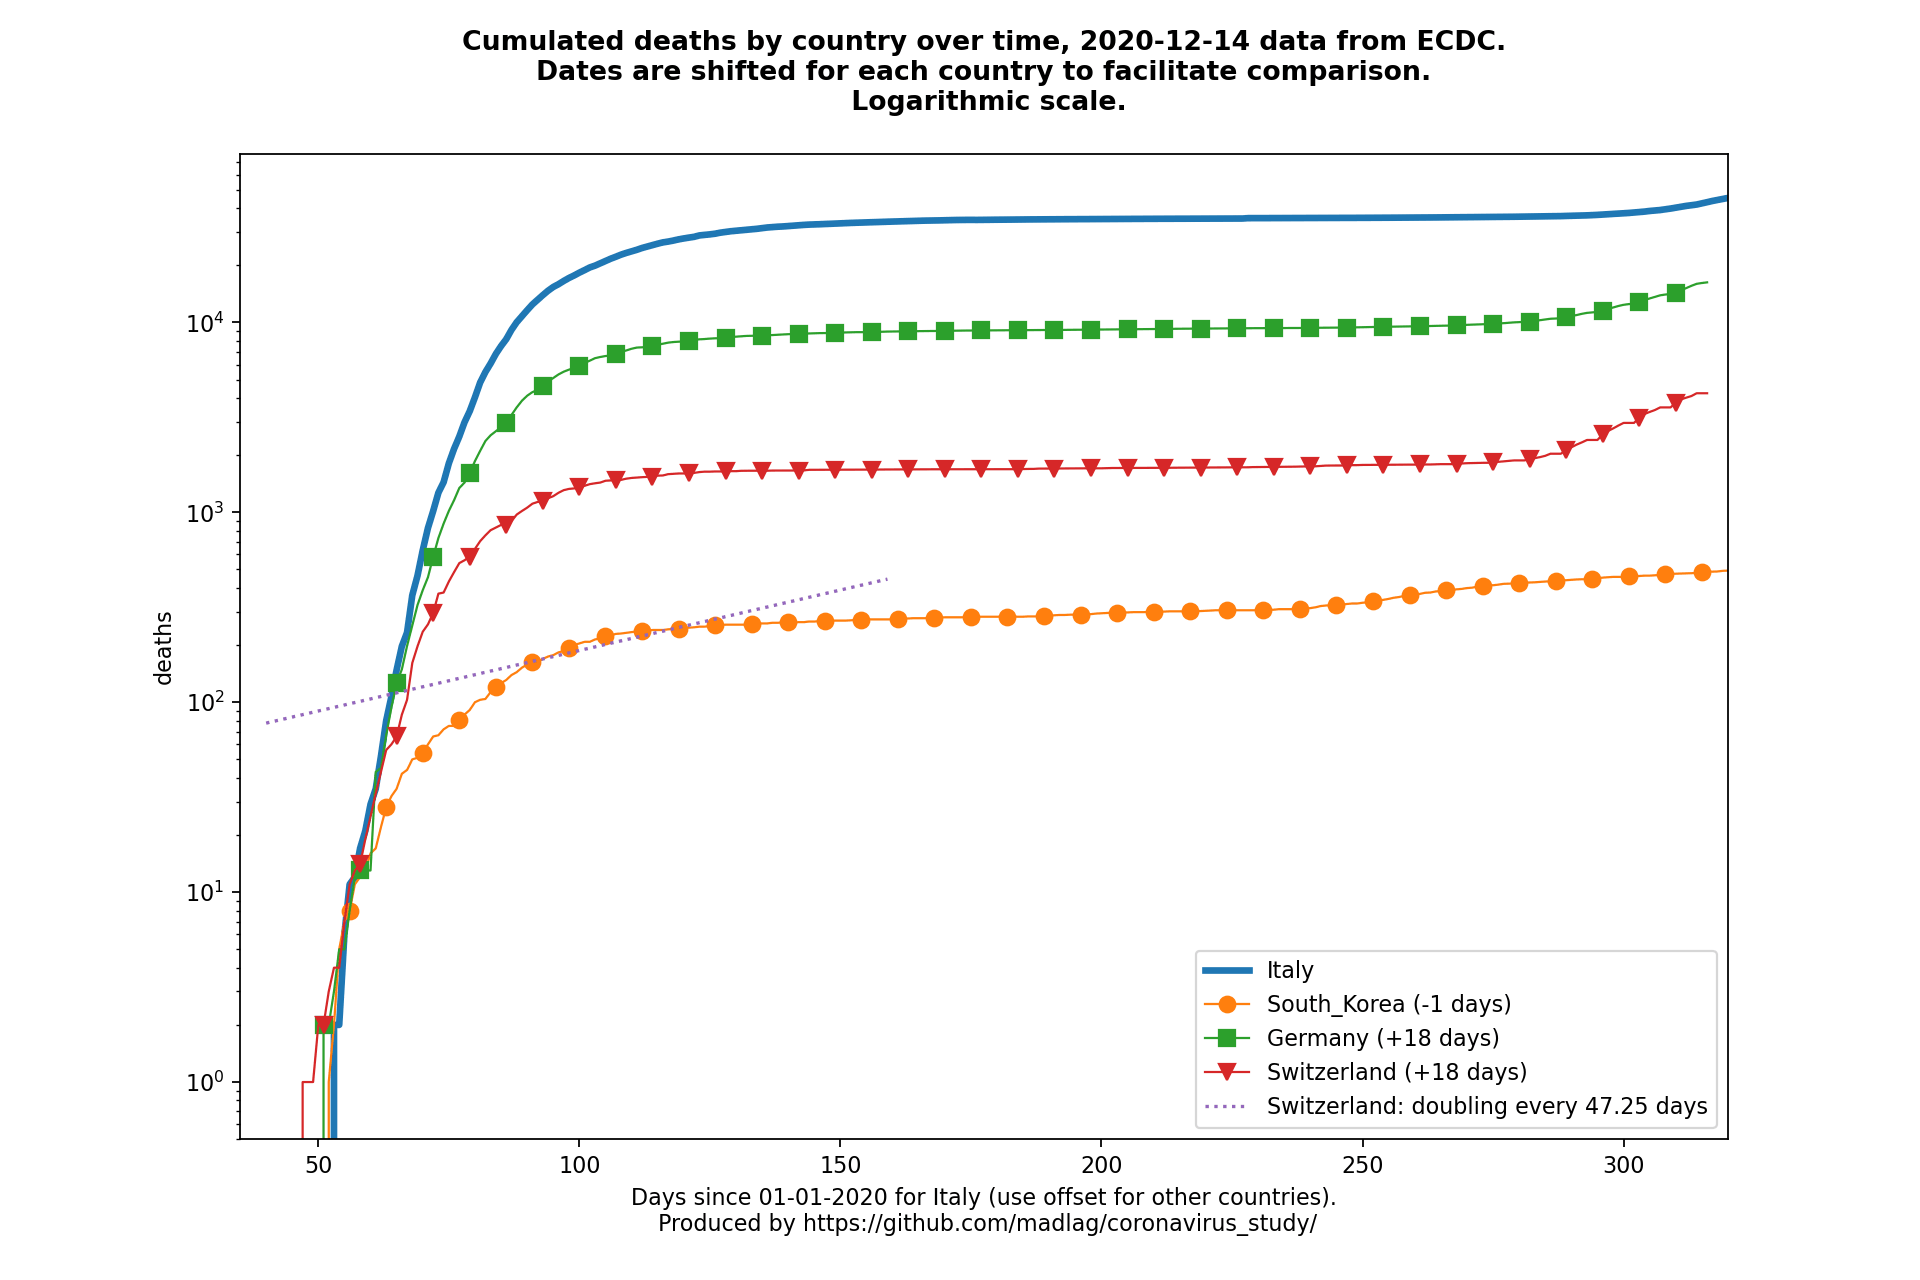 Cumulated deaths by country over time, 2020-12-14 data from ECDC.
Dates are shifted for each country to facilitate comparison.
Logarithmic scale.
deaths
10^4
10^3
10^2
10^1
10^0
Italy
South_Korea (-1 days)
Germany (+18 days)
Switzerland (+18 days)
Switzerland: doubling every 47.25 days
50 100 150 200 250 300
Days since 01-01-2020 for Italy (use offset for other countries).
Produced by https://github.com/madlag/coronavirus_study/